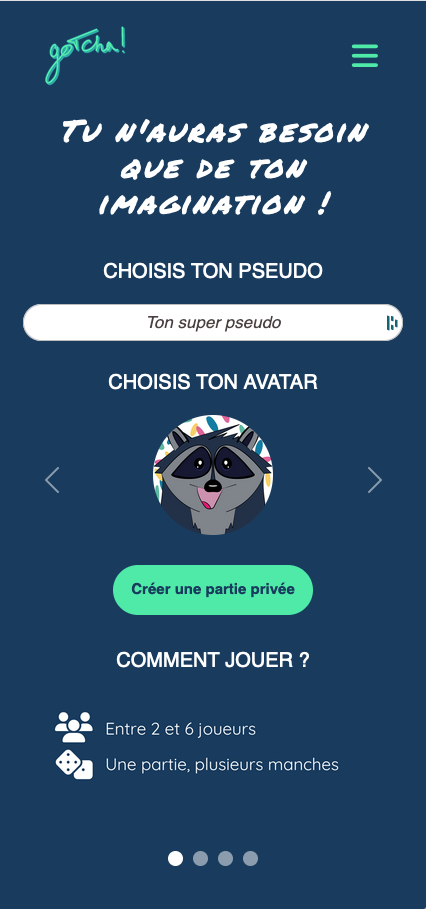 gotcha!
Tu n'auras besoin
que de ton
imagination !
CHOISIS TON PSEUDO
Ton super pseudo
CHOISIS TON AVATAR
Créer une partie privée
COMMENT JOUER ?
Entre 2 et 6 joueurs
Une partie, plusieurs manches